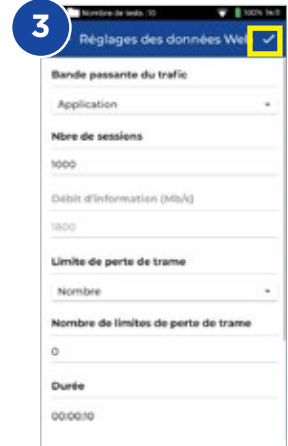 3
Nombre de tests :10
100% 14:11
Réglages des données Web
Bande passante du trafic
Application
Nbre de sessions
1000
Débit d'information (Mb/s)
1800
Limite de perte de trame
Nombre
Nombre de limites de perte de trame
0
Durée
00:00:10